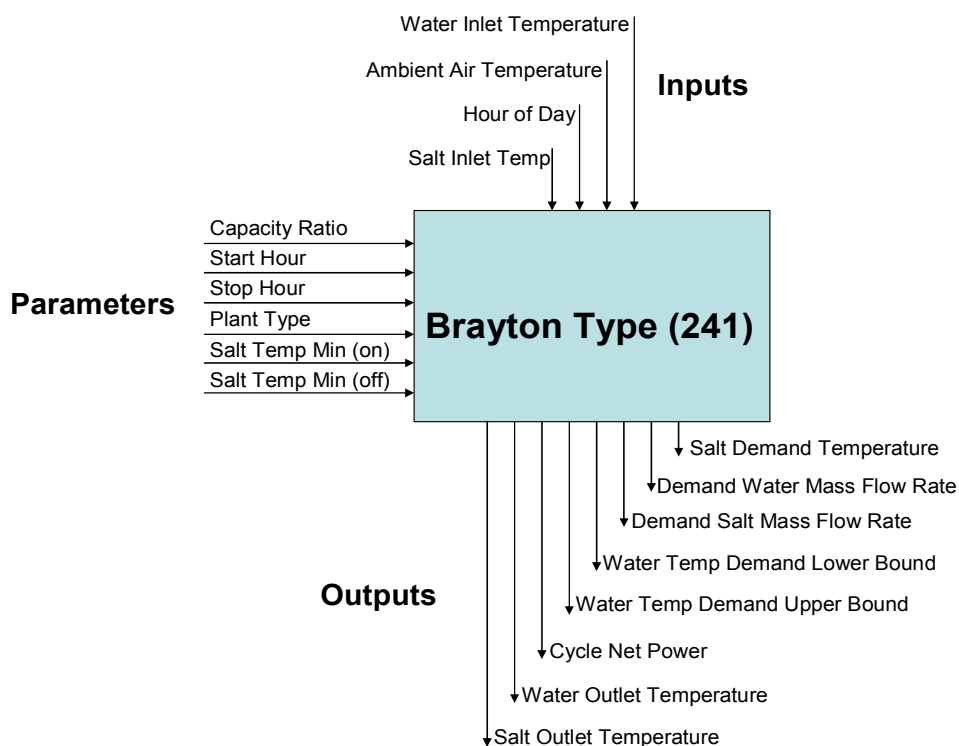 Water Inlet Temperature
Ambient Air Temperature
Inputs
Hour of Day
Salt Inlet Temp
Capacity Ratio
Start Hour
Stop Hour
Parameters
Plant Type
Salt Temp Min (on)
Salt Temp Min (off)
Brayton Type (241)
Salt Demand Temperature
Demand Water Mass Flow Rate
Demand Salt Mass Flow Rate
Water Temp Demand Lower Bound
Outputs
Water Temp Demand Upper Bound
Cycle Net Power
Water Outlet Temperature
Salt Outlet Temperature